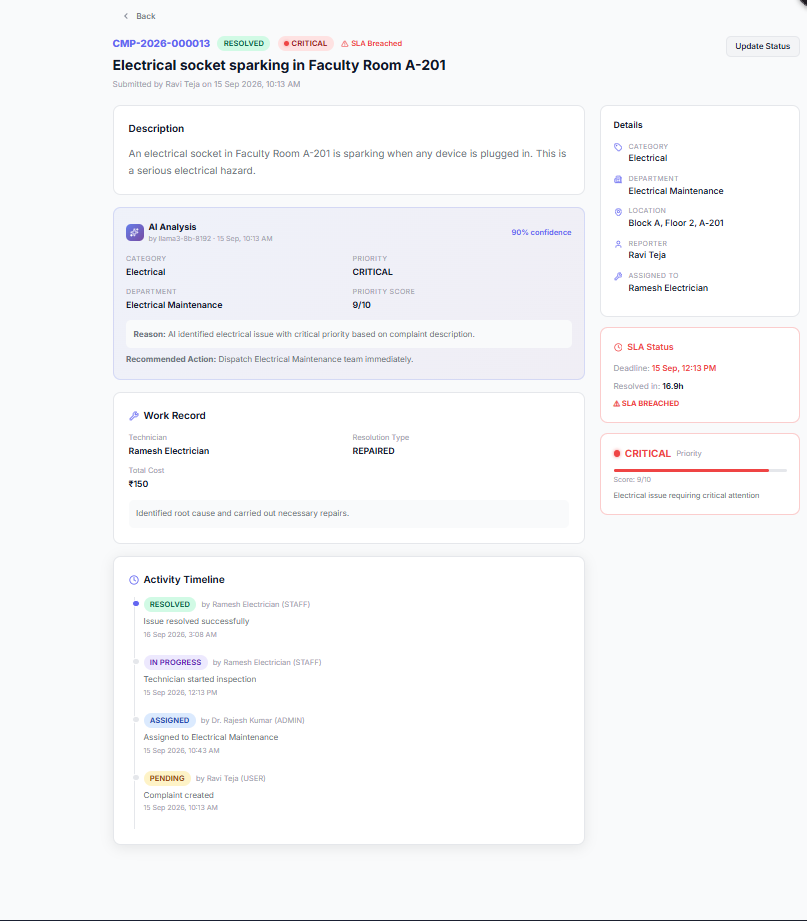 Back
CMP-2026-000013 RESOLVED CRITICAL SLA Breached
Update Status
Electrical socket sparking in Faculty Room A-201
Submitted by Ravi Teja on 15 Sep 2026, 10:13 AM
Description
An electrical socket in Faculty Room A-201 is sparking when any device is plugged in. This is
a serious electrical hazard.
AI Analysis
by llama3-8b-8192 · 15 Sep, 10:13 AM
90% confidence
CATEGORY
Electrical
PRIORITY
CRITICAL
DEPARTMENT
Electrical Maintenance
PRIORITY SCORE
9/10
Reason: AI identified electrical issue with critical priority based on complaint description.
Recommended Action: Dispatch Electrical Maintenance team immediately.
Work Record
Technician
Ramesh Electrician
Resolution Type
REPAIRED
Total Cost
₹150
Identified root cause and carried out necessary repairs.
Activity Timeline
RESOLVED by Ramesh Electrician (STAFF)
Issue resolved successfully
16 Sep 2026, 3:08 AM
IN PROGRESS by Ramesh Electrician (STAFF)
Technician started inspection
15 Sep 2026, 12:13 PM
ASSIGNED by Dr. Rajesh Kumar (ADMIN)
Assigned to Electrical Maintenance
15 Sep 2026, 10:43 AM
PENDING by Ravi Teja (USER)
Complaint created
15 Sep 2026, 10:13 AM
Details
CATEGORY
Electrical
DEPARTMENT
Electrical Maintenance
LOCATION
Block A, Floor 2, A-201
REPORTER
Ravi Teja
ASSIGNED TO
Ramesh Electrician
SLA Status
Deadline: 15 Sep, 12:13 PM
Resolved in: 16.9h
SLA BREACHED
CRITICAL Priority
Score: 9/10
Electrical issue requiring critical attention